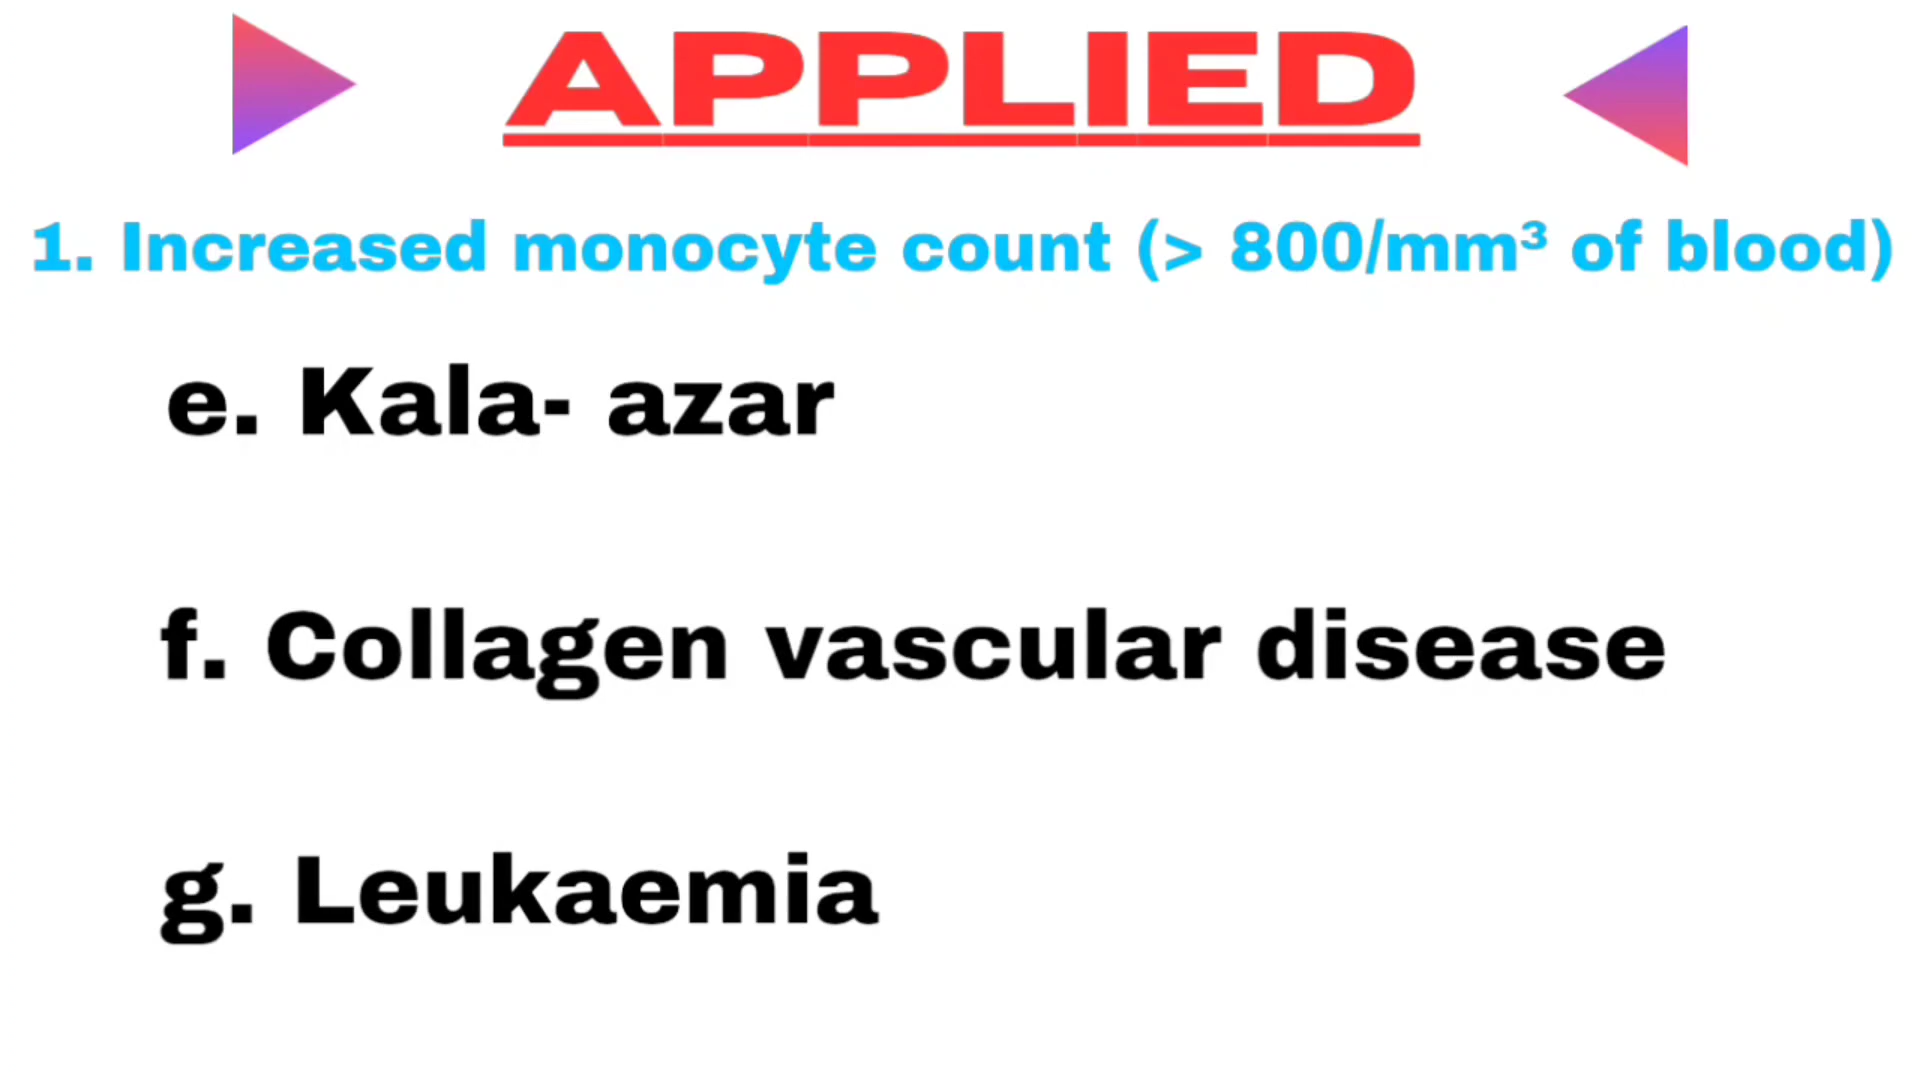 APPLIED
1. Increased monocyte count (> 800/mm³ of blood)
e. Kala- azar
f. Collagen vascular disease
g. Leukaemia